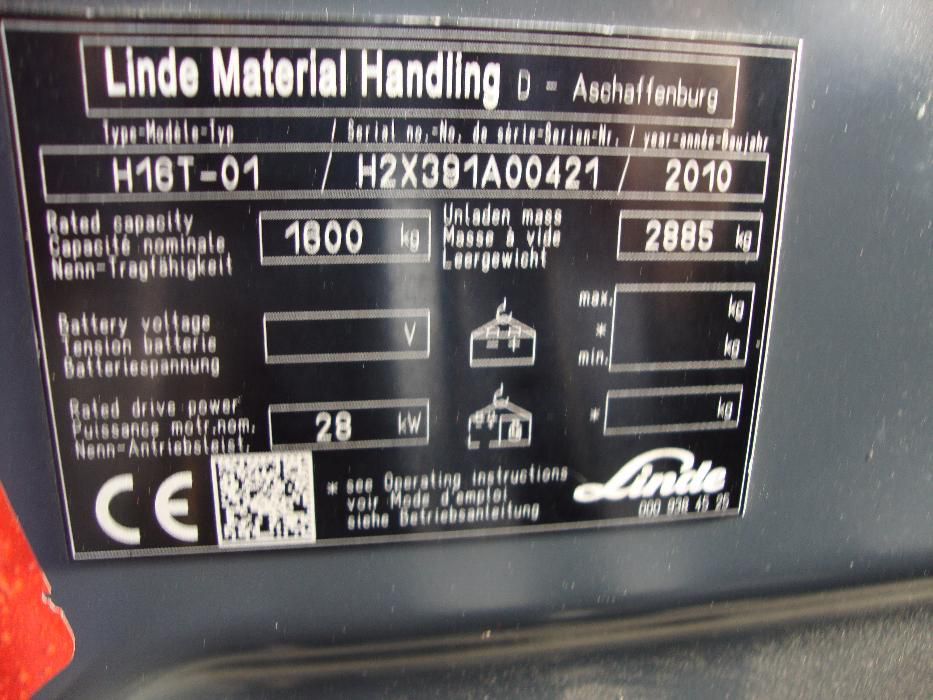 Linde Material Handling D - Aschaffenburg
Type-Modèle-Typ / Serial no.-No. de série-Serien-Nr. / year-année-Baujahr
H16T-01 / H2X391A00421 / 2010
Rated capacity
Capacité nominale
Nenn-Tragfähigkeit
1600 kg
Unladen mass
Masse à vide
Leergewicht
2885 kg
Battery voltage
Tension batterie
Batteriespannung
V
max. kg
*
min. kg
Rated drive power
Puissance motr.nom.
Nenn-Antriebsleist.
28 kW
* kg
CE
* see Operating instructions
voir Mode d'emploi
siehe Betriebsanleitung
Linde
000 938 45 25